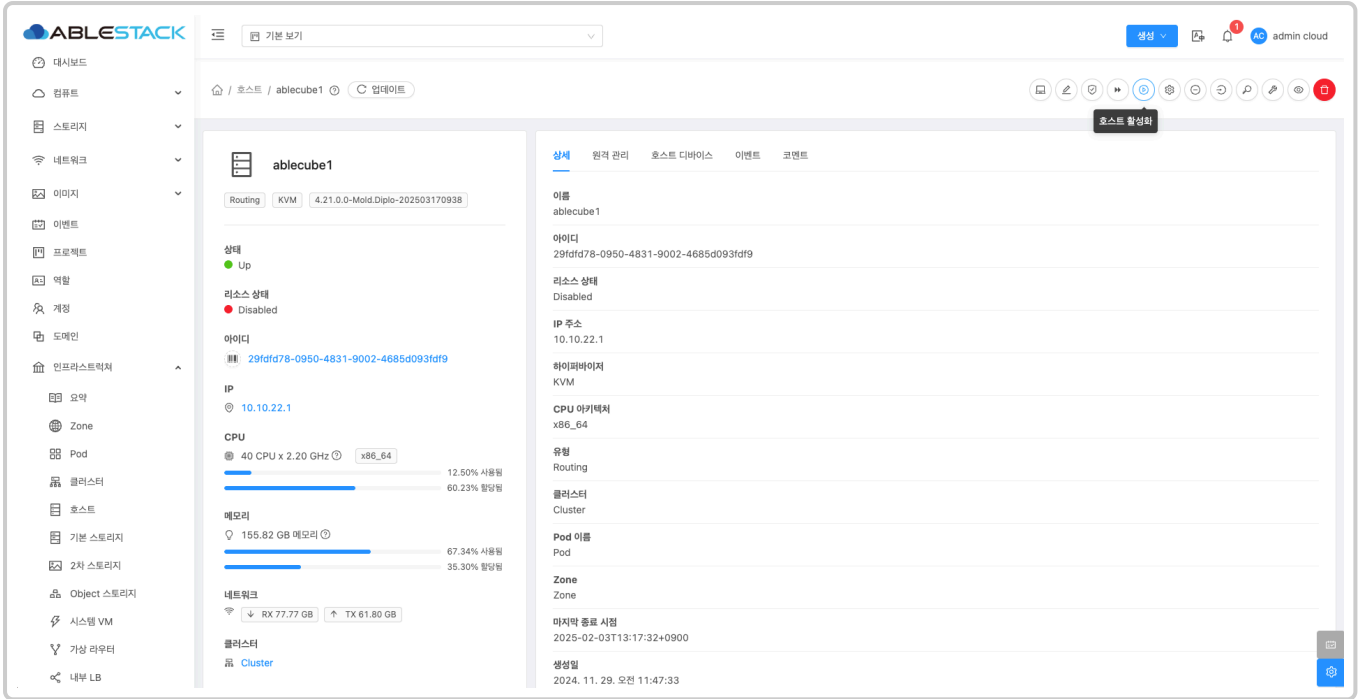 ABLESTACK
기본 보기
생성
1
AC
admin cloud
대시보드
컴퓨트
스토리지
네트워크
이미지
이벤트
프로젝트
역할
계정
도메인
인프라스트럭쳐
요약
Zone
Pod
클러스터
호스트
기본 스토리지
2차 스토리지
Object 스토리지
시스템 VM
가상 라우터
내부 LB
/ 호스트 / ablecube1
업데이트
호스트 활성화
ablecube1
Routing
KVM
4.21.0.0-Mold.Diplo-202503170938
상태
Up
리소스 상태
Disabled
아이디
29fdfd78-0950-4831-9002-4685d093fdf9
IP
10.10.22.1
CPU
40 CPU x 2.20 GHz
x86_64
12.50% 사용됨
60.23% 할당됨
메모리
155.82 GB 메모리
67.34% 사용됨
35.30% 할당됨
네트워크
RX 77.77 GB
TX 61.80 GB
클러스터
Cluster
상세
원격 관리
호스트 디바이스
이벤트
코멘트
이름
ablecube1
아이디
29fdfd78-0950-4831-9002-4685d093fdf9
리소스 상태
Disabled
IP 주소
10.10.22.1
하이퍼바이저
KVM
CPU 아키텍처
x86_64
유형
Routing
클러스터
Cluster
Pod 이름
Pod
Zone
Zone
마지막 종료 시점
2025-02-03T13:17:32+0900
생성일
2024. 11. 29. 오전 11:47:33